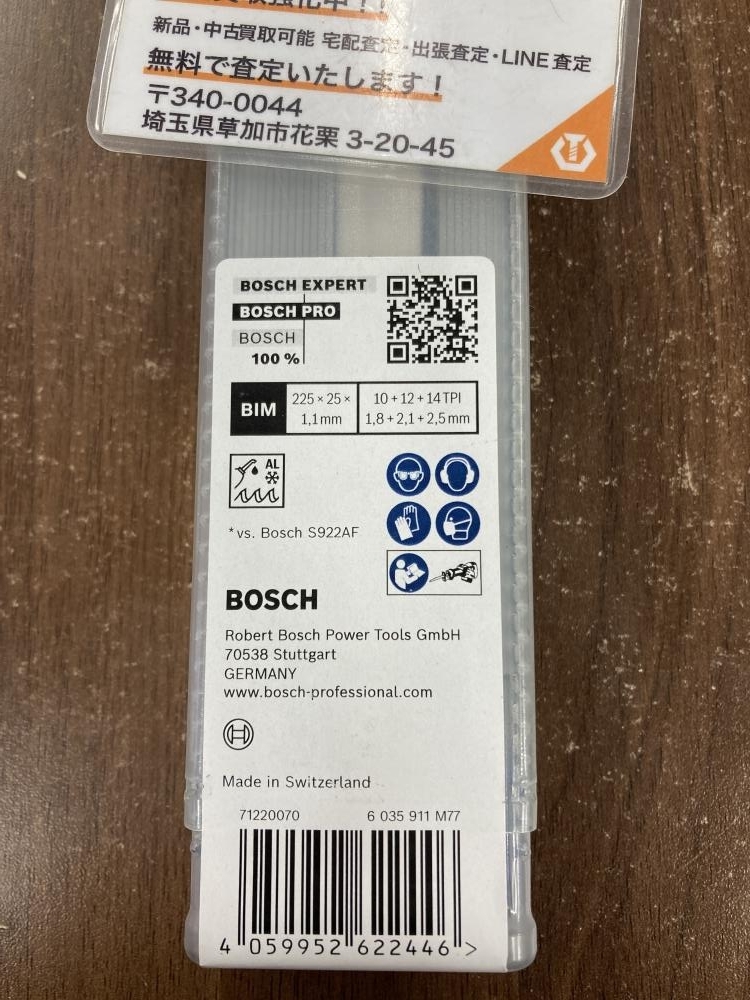 新品・中古買取可能 宅配査定・出張査定・LINE査定
無料で査定いたします！
〒340-0044
埼玉県草加市花栗 3-20-45
BOSCH EXPERT
BOSCH PRO
BOSCH
100 %
BIM
225 × 25 ×
1,1 mm
10 + 12 + 14 TPI
1,8 + 2,1 + 2,5 mm
AL
*vs. Bosch S922AF
BOSCH
Robert Bosch Power Tools GmbH
70538 Stuttgart
GERMANY
www.bosch-professional.com
Made in Switzerland
71220070 6 035 911 M77
4 059952 622446 >